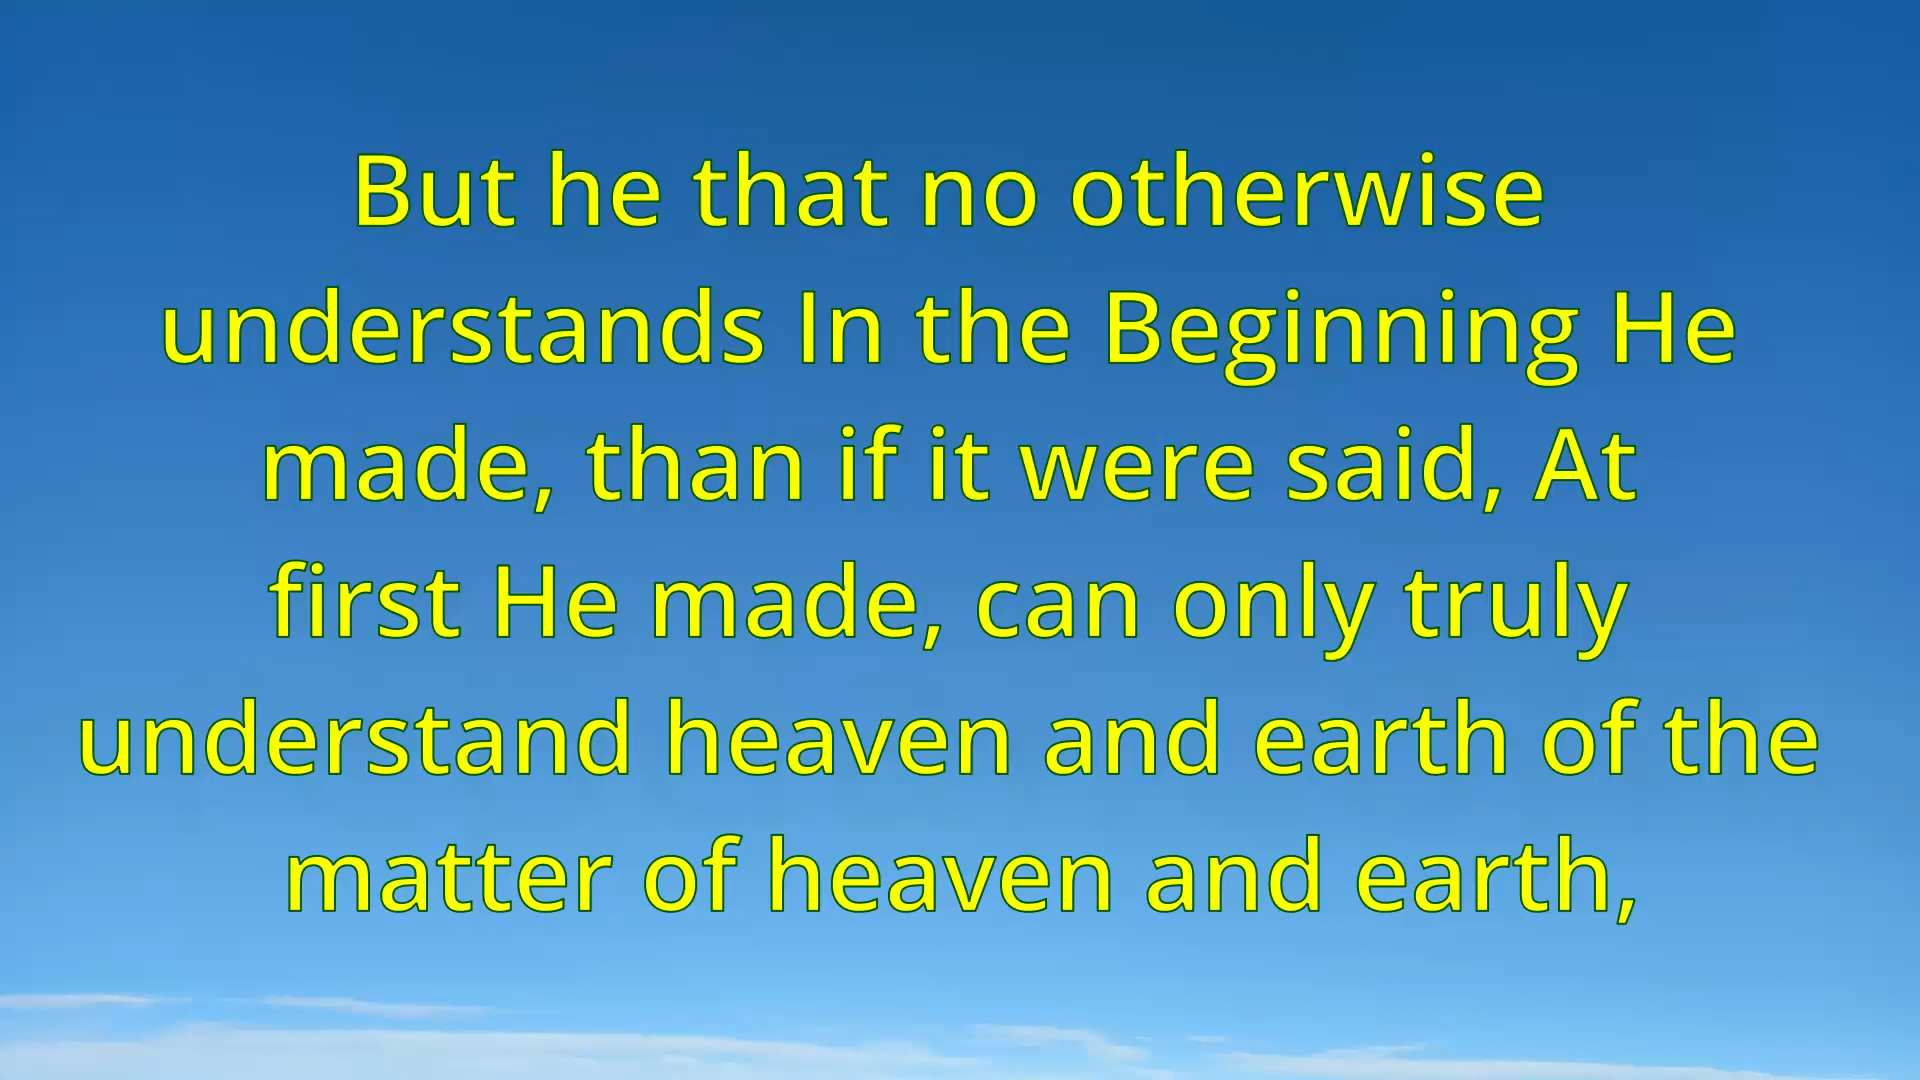 But he that no otherwise
understands In the Beginning He
made, than if it were said, At
first He made, can only truly
understand heaven and earth of the
matter of heaven and earth,